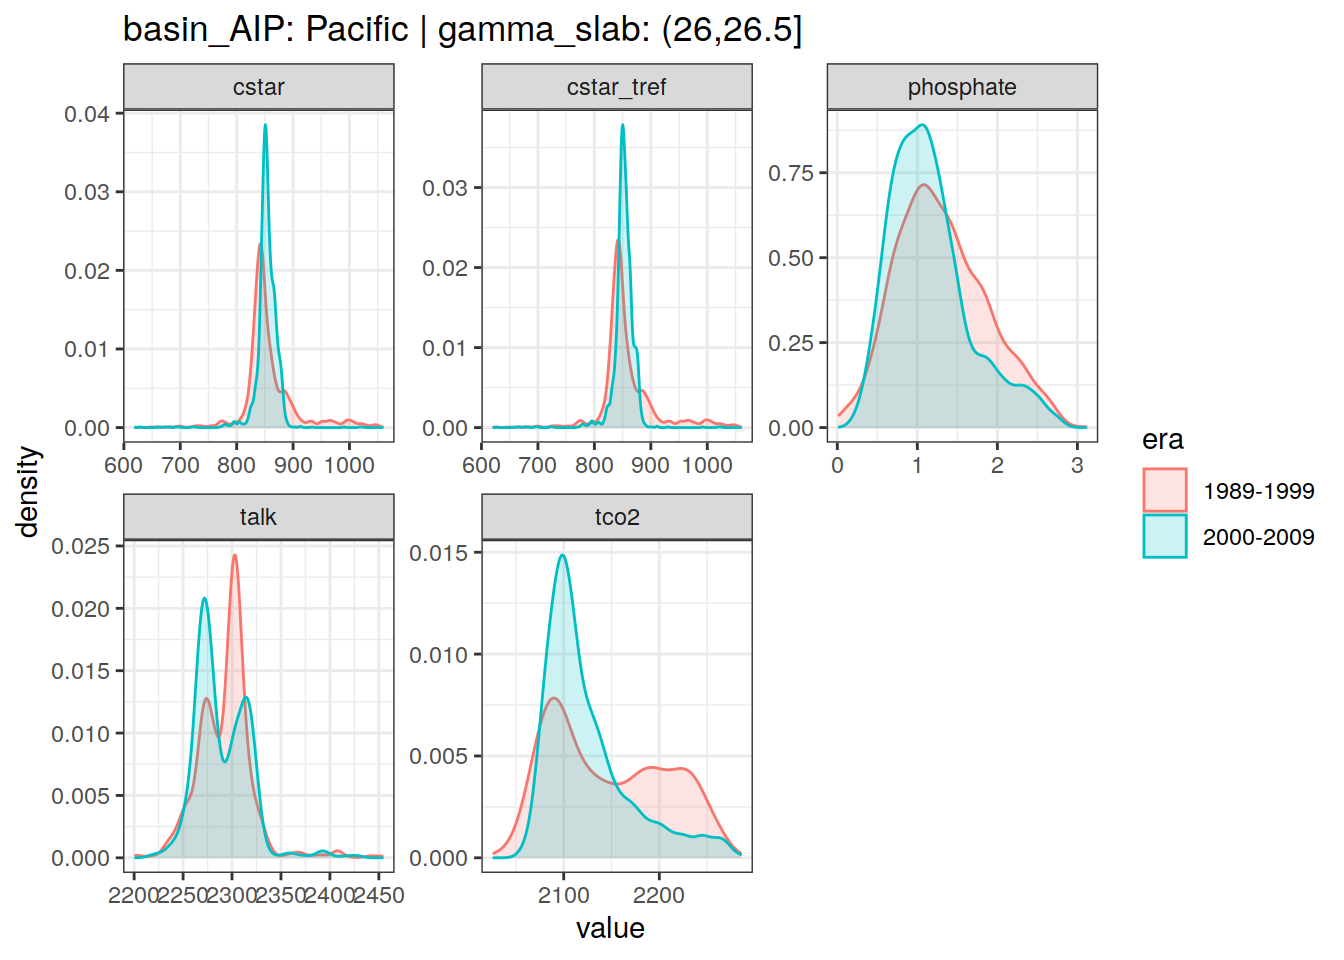 basin_AIP: Pacific | gamma_slab: (26,26.5]
cstar
cstar_tref
phosphate
0.04
0.03
0.02
0.01
0.00
600 700 800 900 1000
0.03
0.02
0.01
0.00
600 700 800 900 1000
0.75
0.50
0.25
0.00
0 1 2 3
talk
tco2
0.025
0.020
0.015
0.010
0.005
0.000
2200 2250 2300 2350 2400 2450
0.015
0.010
0.005
0.000
2100 2200
density
value
era
1989-1999
2000-2009